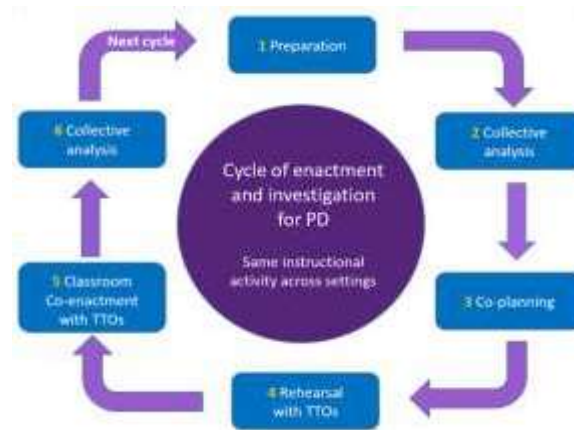 Next cycle
1 Preparation
2 Collective
analysis
3 Co-planning
4 Rehearsal
with TTOs
5 Classroom
Co-enactment
with TTOs
6 Collective
analysis
Cycle of enactment
and investigation
for PD
Same instructional
activity across settings